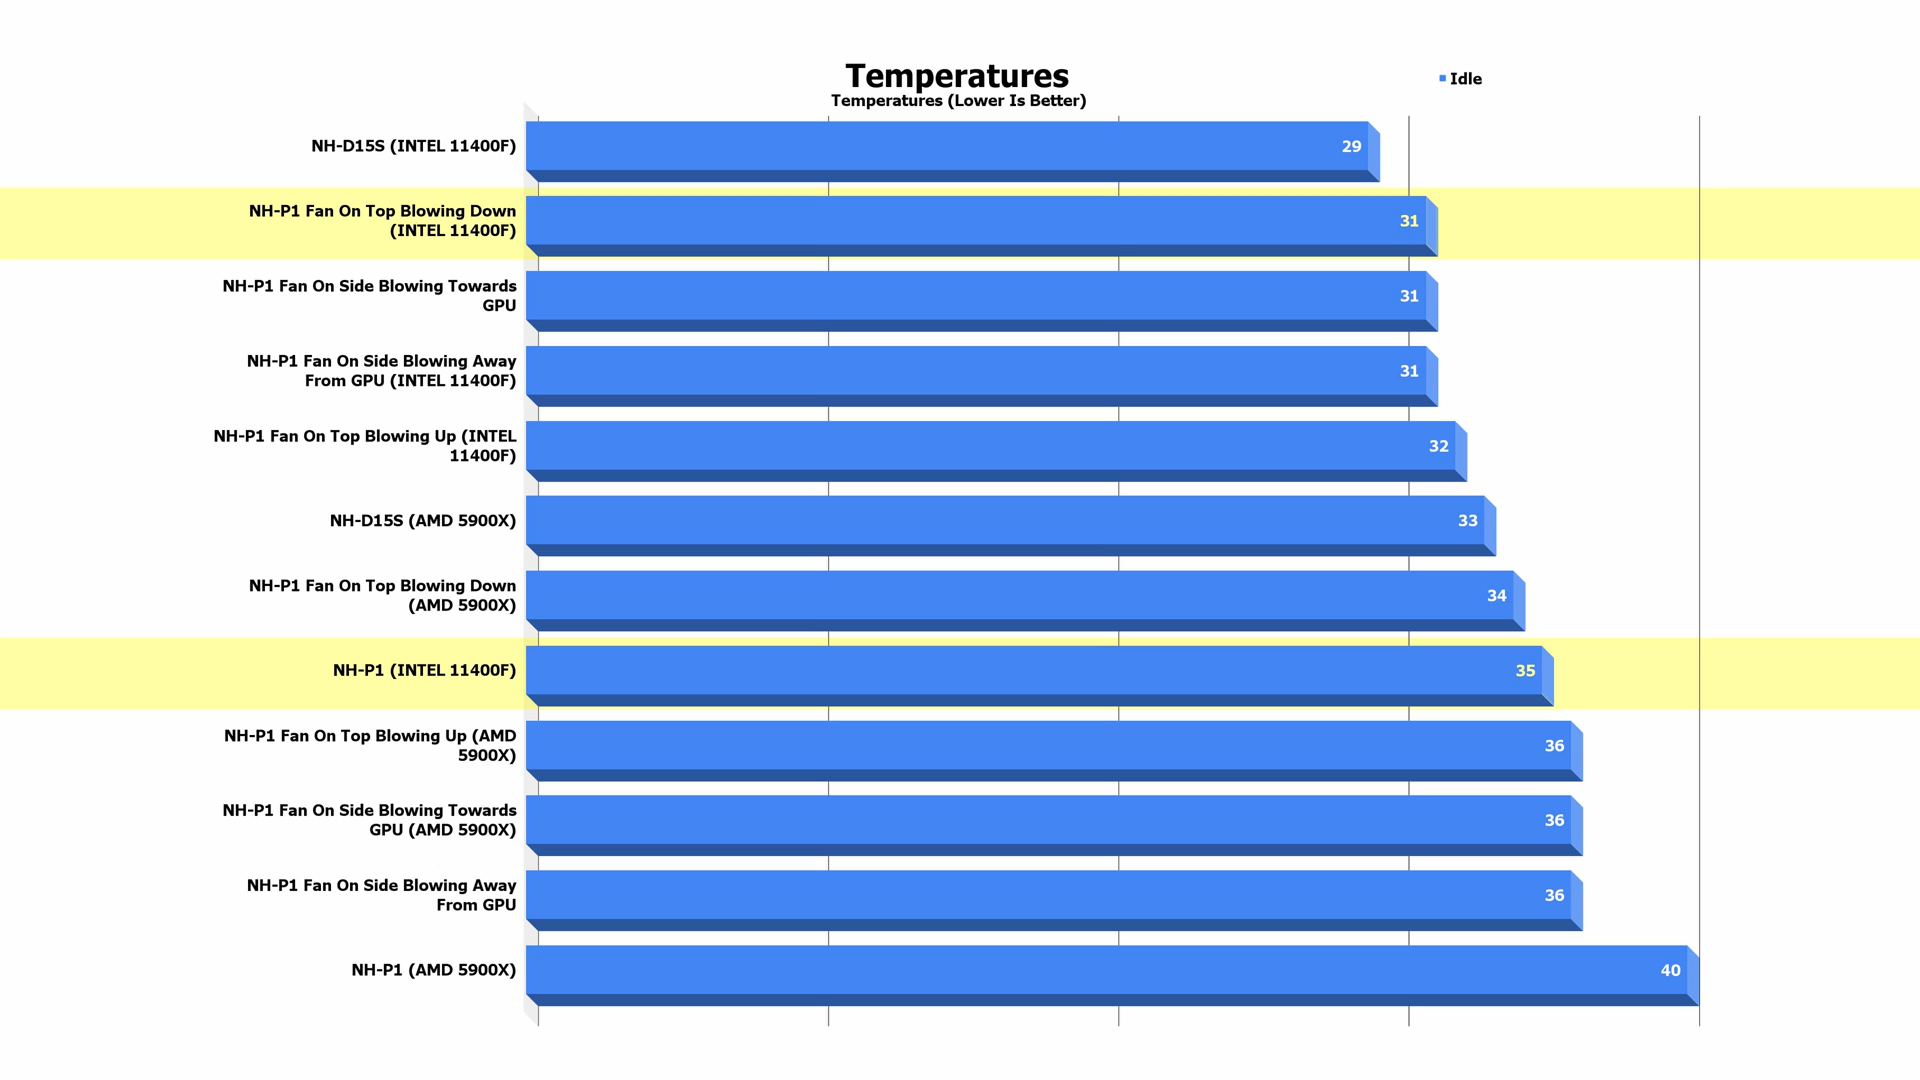 Temperatures
Temperatures (Lower Is Better)
Idle
NH-D15S (INTEL 11400F)
29
NH-P1 Fan On Top Blowing Down
(INTEL 11400F)
31
NH-P1 Fan On Side Blowing Towards
GPU
31
NH-P1 Fan On Side Blowing Away
From GPU (INTEL 11400F)
31
NH-P1 Fan On Top Blowing Up (INTEL
11400F)
32
NH-D15S (AMD 5900X)
33
NH-P1 Fan On Top Blowing Down
(AMD 5900X)
34
NH-P1 (INTEL 11400F)
35
NH-P1 Fan On Top Blowing Up (AMD
5900X)
36
NH-P1 Fan On Side Blowing Towards
GPU (AMD 5900X)
36
NH-P1 Fan On Side Blowing Away
From GPU
36
NH-P1 (AMD 5900X)
40